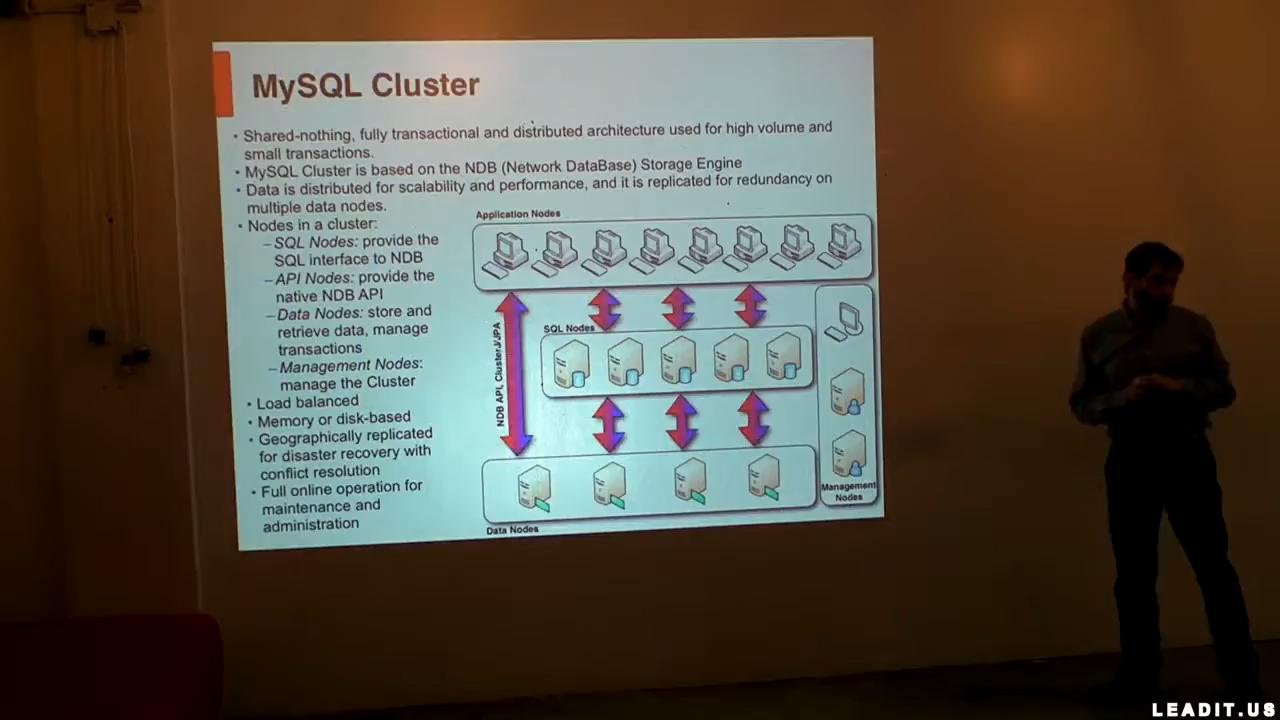 MySQL Cluster
• Shared-nothing, fully transactional and distributed architecture used for high volume and
small transactions.
• MySQL Cluster is based on the NDB (Network DataBase) Storage Engine
• Data is distributed for scalability and performance, and it is replicated for redundancy on
multiple data nodes.
• Nodes in a cluster:
– SQL Nodes: provide the
SQL interface to NDB
– API Nodes: provide the
native NDB API
– Data Nodes: store and
retrieve data, manage
transactions
– Management Nodes:
manage the Cluster
• Load balanced
• Memory or disk-based
• Geographically replicated
for disaster recovery with
conflict resolution
• Full online operation for
maintenance and
administration
Application Nodes
SQL Nodes
NDB API, ClusterJ/JPA
Management
Nodes
Data Nodes
LEADIT.US